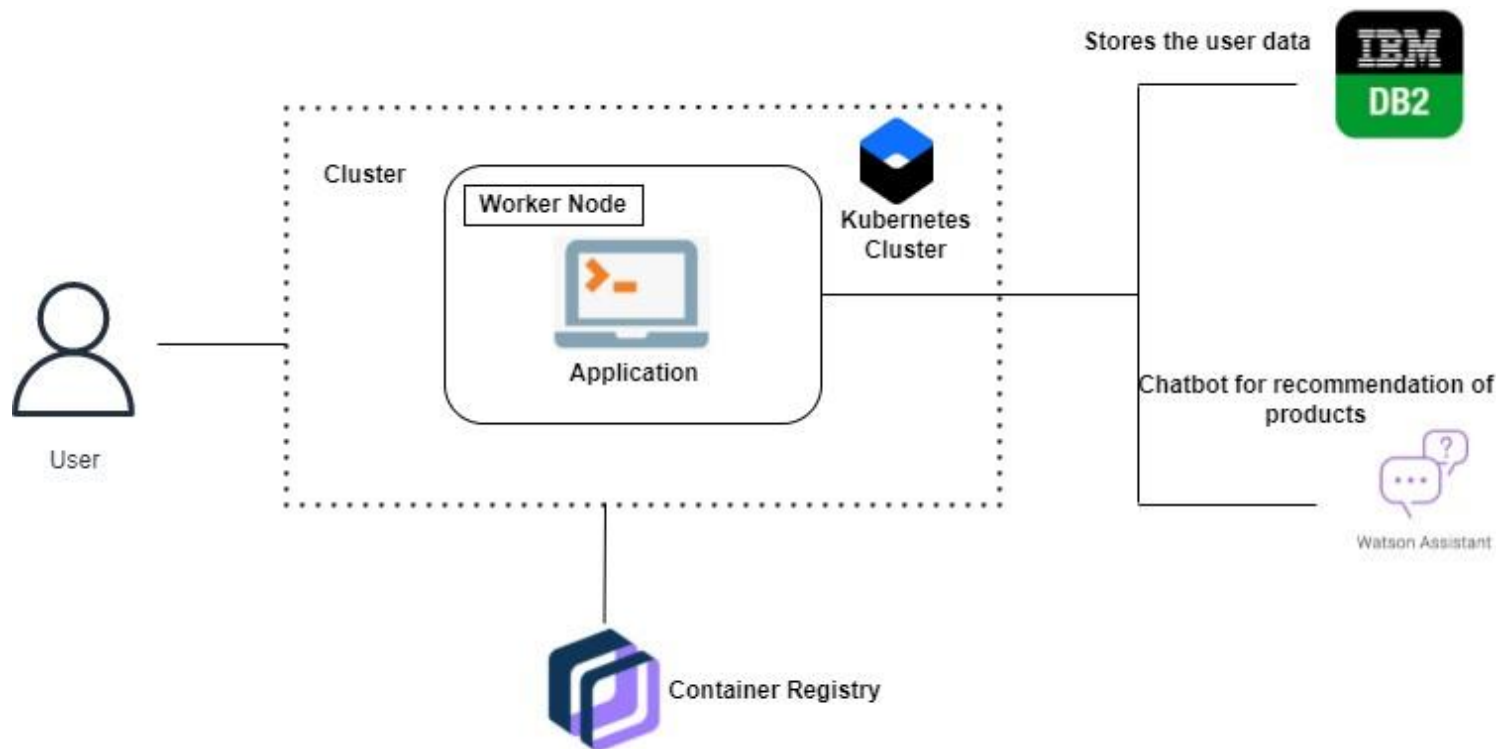 Stores the user data
IBM
DB2
Cluster
Worker Node
Kubernetes
Cluster
Application
User
Chatbot for recommendation of
products
Watson Assistant
Container Registry